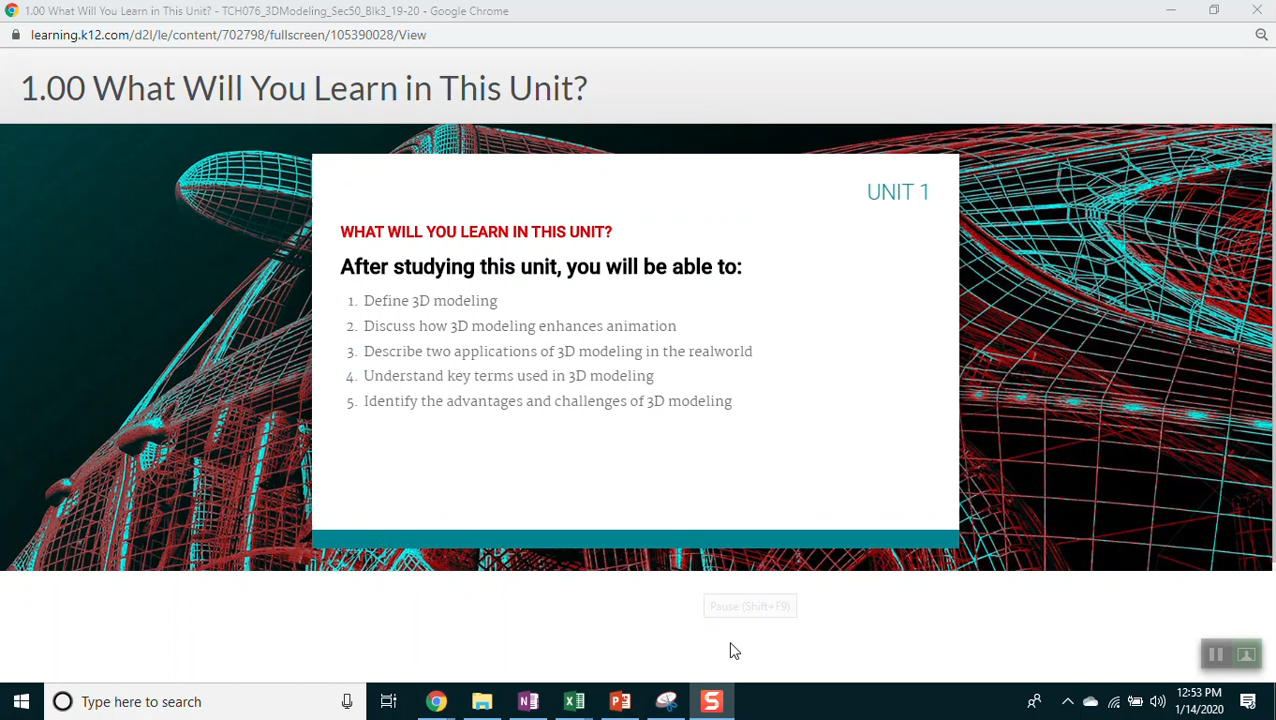 1.00 What Will You Learn in This Unit? - TCH076_3DModeling_Sec50_Blk3_19-20 - Google Chrome
learning.k12.com/d2l/le/content/702798/fullscreen/105390028/View
1.00 What Will You Learn in This Unit?
UNIT 1
WHAT WILL YOU LEARN IN THIS UNIT?
After studying this unit, you will be able to:
1. Define 3D modeling
2. Discuss how 3D modeling enhances animation
3. Describe two applications of 3D modeling in the realworld
4. Understand key terms used in 3D modeling
5. Identify the advantages and challenges of 3D modeling
Pause (Shift+F9)
Type here to search
12:53 PM
1/14/2020